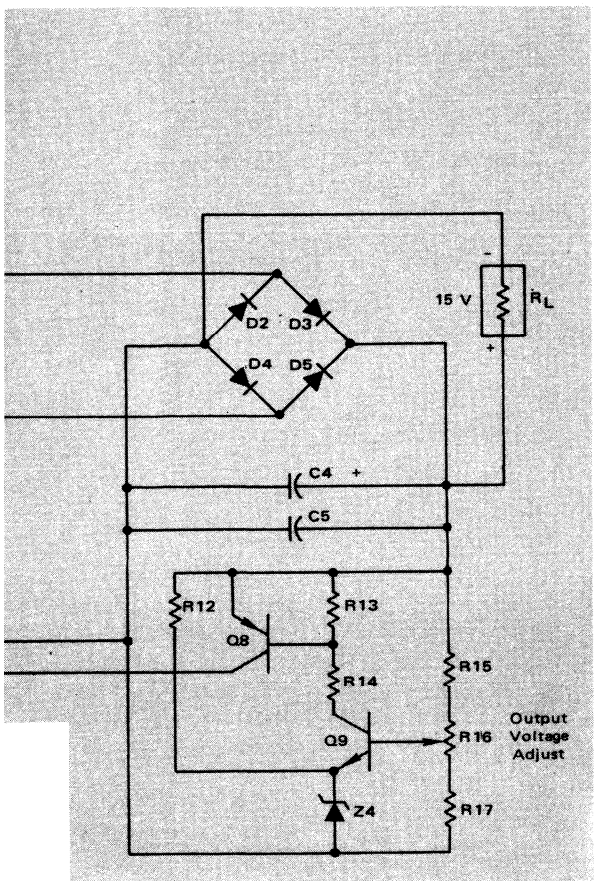 -
15 V
RL
+
D2
D3
D4
D5
C4 +
C5
R12
R13
Q8
R14
R15
Output
Voltage
Adjust
Q9
R16
Z4
R17